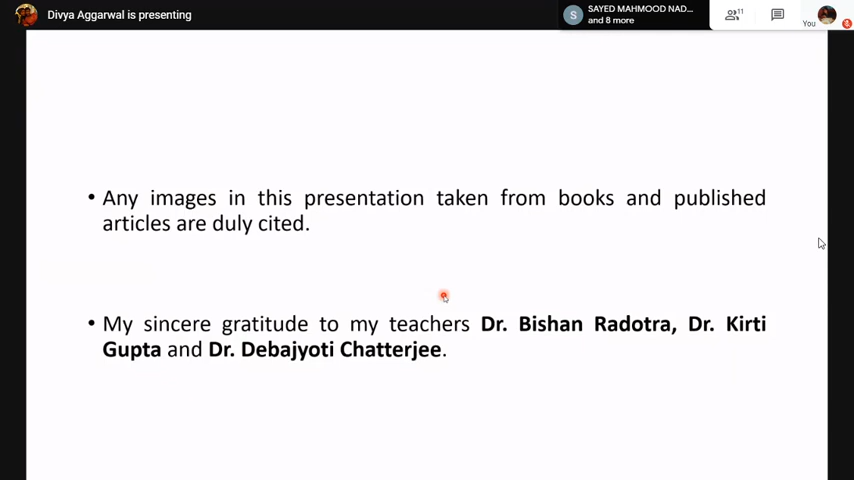 Divya Aggarwal is presenting
SAYED MAHMOOD NAD...
and 8 more
S
11
You
• Any images in this presentation taken from books and published
articles are duly cited.
• My sincere gratitude to my teachers Dr. Bishan Radotra, Dr. Kirti
Gupta and Dr. Debajyoti Chatterjee.